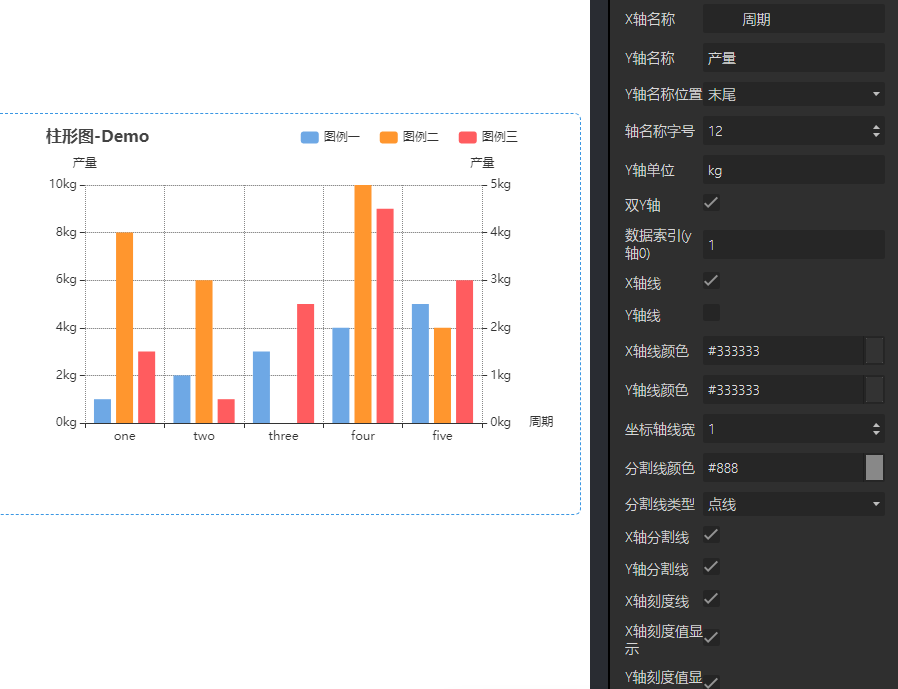 柱形图-Demo
图例一
图例二
图例三
产量
产量
10kg
8kg
6kg
4kg
2kg
0kg
5kg
4kg
3kg
2kg
1kg
0kg
周期
one
two
three
four
five
X轴名称
周期
Y轴名称
产量
Y轴名称位置
末尾
轴名称字号
12
Y轴单位
kg
双Y轴
数据索引(y
轴0)
1
X轴线
Y轴线
X轴线颜色
#333333
Y轴线颜色
#333333
坐标轴线宽
1
分割线颜色
#888
分割线类型
点线
X轴分割线
Y轴分割线
X轴刻度线
X轴刻度值显
示
Y轴刻度值显